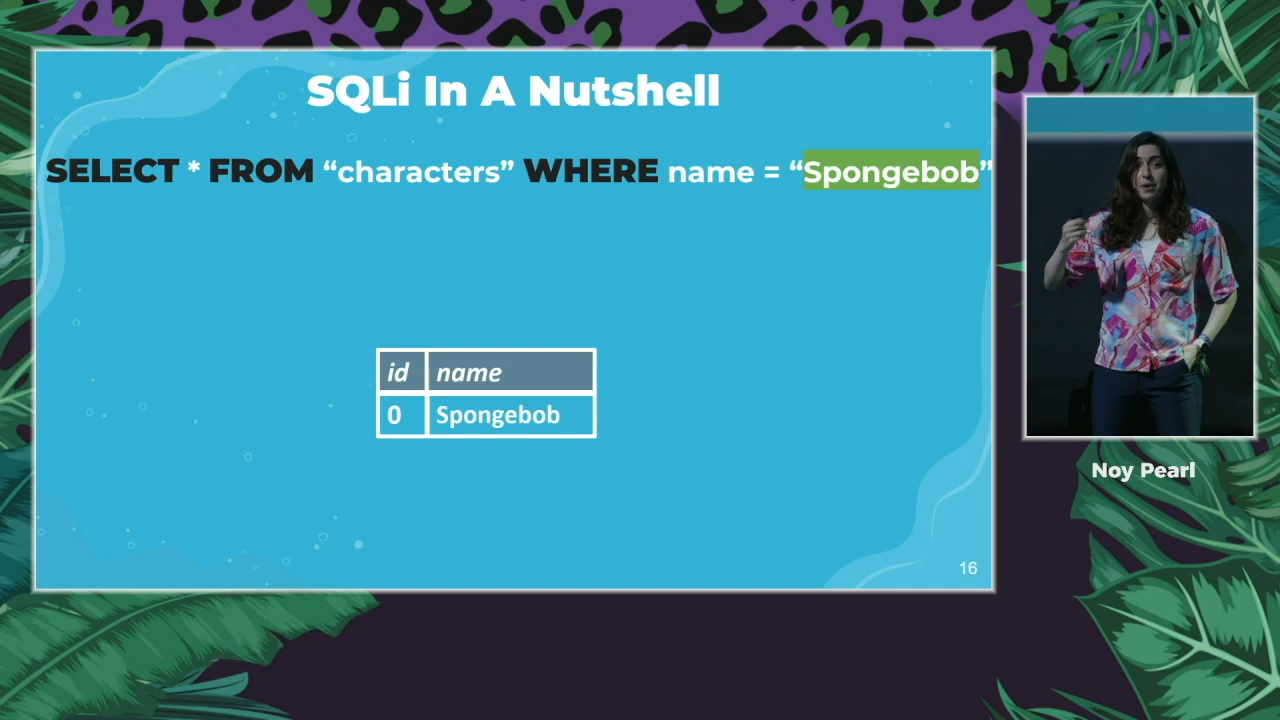 SQLi In A Nutshell
SELECT * FROM “characters” WHERE name = “Spongebob”
id name
0 Spongebob
16
Noy Pearl